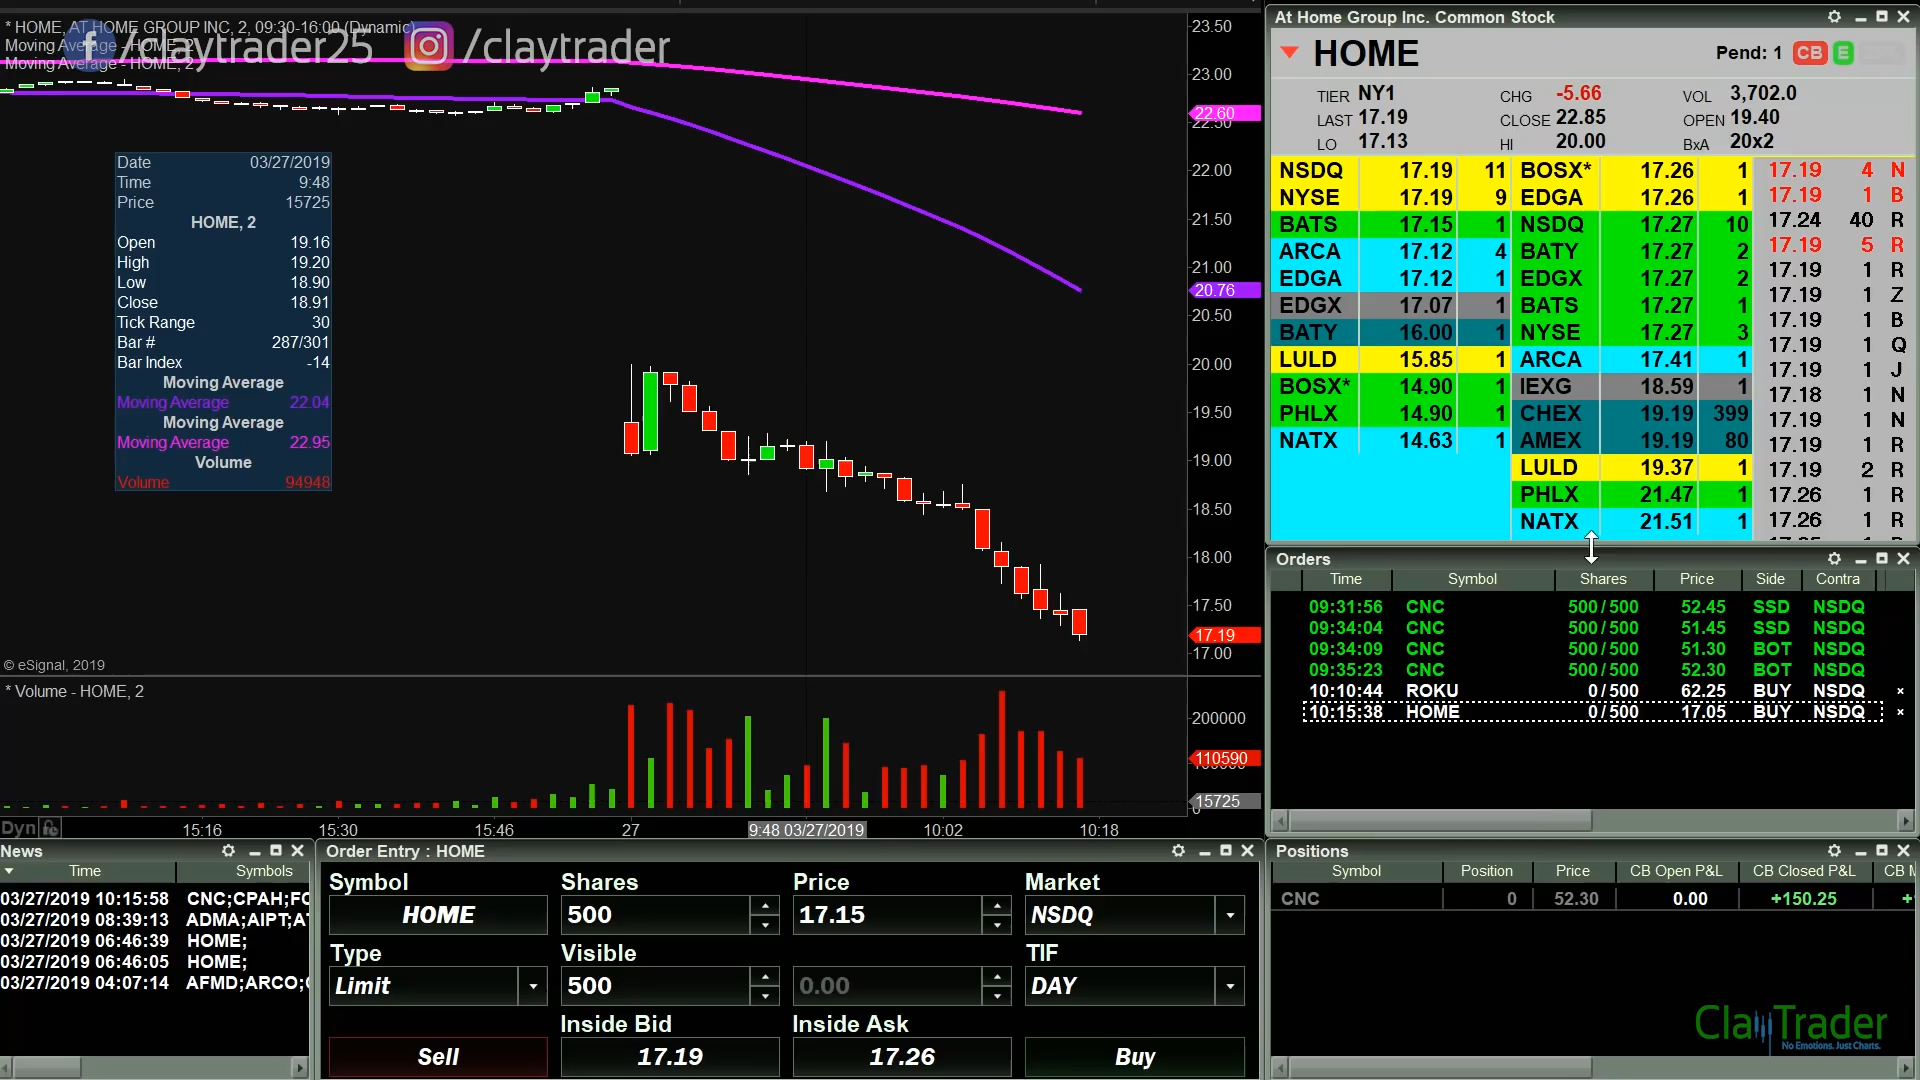 * HOME, AT HOME GROUP INC, 2, 09:30-16:00 (Dynamic)
Moving Average - HOME, 2
Moving Average - HOME, 2
/claytrader25
/claytrader
Date 03/27/2019
Time 9:48
Price 15725
HOME, 2
Open 19.16
High 19.20
Low 18.90
Close 18.91
Tick Range 30
Bar # 287/301
Bar Index -14
Moving Average
Moving Average 22.04
Moving Average
Moving Average 22.95
Volume
Volume 94948
23.50
23.00
22.60
22.50
22.00
21.50
21.00
20.76
20.50
20.00
19.50
19.00
18.50
18.00
17.50
17.19
17.00
© eSignal, 2019
* Volume - HOME, 2
200000
110590
15725
0
Dyn
15:16 15:30 15:46 27 9:48 03/27/2019 10:02 10:18
At Home Group Inc. Common Stock
HOME Pend: 1 CB E
TIER NY1 CHG -5.66 VOL 3,702.0
LAST 17.19 CLOSE 22.85 OPEN 19.40
LO 17.13 HI 20.00 BxA 20x2
NSDQ 17.19 11 BOSX* 17.26 1 17.19 4 N
NYSE 17.19 9 EDGA 17.26 1 17.19 1 B
BATS 17.15 1 NSDQ 17.27 10 17.24 40 R
ARCA 17.12 4 BATY 17.27 2 17.19 5 R
EDGA 17.12 1 EDGX 17.27 2 17.19 1 R
EDGX 17.07 1 BATS 17.27 1 17.19 1 Z
BATY 16.00 1 NYSE 17.27 3 17.19 1 B
LULD 15.85 1 ARCA 17.41 1 17.19 1 Q
BOSX* 14.90 1 IEXG 18.59 1 17.19 1 J
PHLX 14.90 1 CHEX 19.19 399 17.18 1 N
NATX 14.63 1 AMEX 19.19 80 17.19 1 N
LULD 19.37 1 17.19 1 R
PHLX 21.47 1 17.19 2 R
NATX 21.51 1 17.26 1 R
17.26 1 R
Orders
Time Symbol Shares Price Side Contra
09:31:56 CNC 500/500 52.45 SSD NSDQ
09:34:04 CNC 500/500 51.45 SSD NSDQ
09:34:09 CNC 500/500 51.30 BOT NSDQ
09:35:23 CNC 500/500 52.30 BOT NSDQ
10:10:44 ROKU 0/500 62.25 BUY NSDQ ×
10:15:38 HOME 0/500 17.05 BUY NSDQ ×
News
Time Symbols
03/27/2019 10:15:58 CNC;CPAH;FC
03/27/2019 08:39:13 ADMA;AIPT;A
03/27/2019 06:46:39 HOME;
03/27/2019 06:46:05 HOME;
03/27/2019 04:07:14 AFMD;ARCO;
Order Entry : HOME
Symbol Shares Price Market
HOME 500 17.15 NSDQ
Type Visible TIF
Limit 500 0.00 DAY
Inside Bid Inside Ask
Sell 17.19 17.26 Buy
Positions
Symbol Position Price CB Open P&L CB Closed P&L CB
CNC 0 52.30 0.00 +150.25 +
ClayTrader
No Emotions. Just Charts.